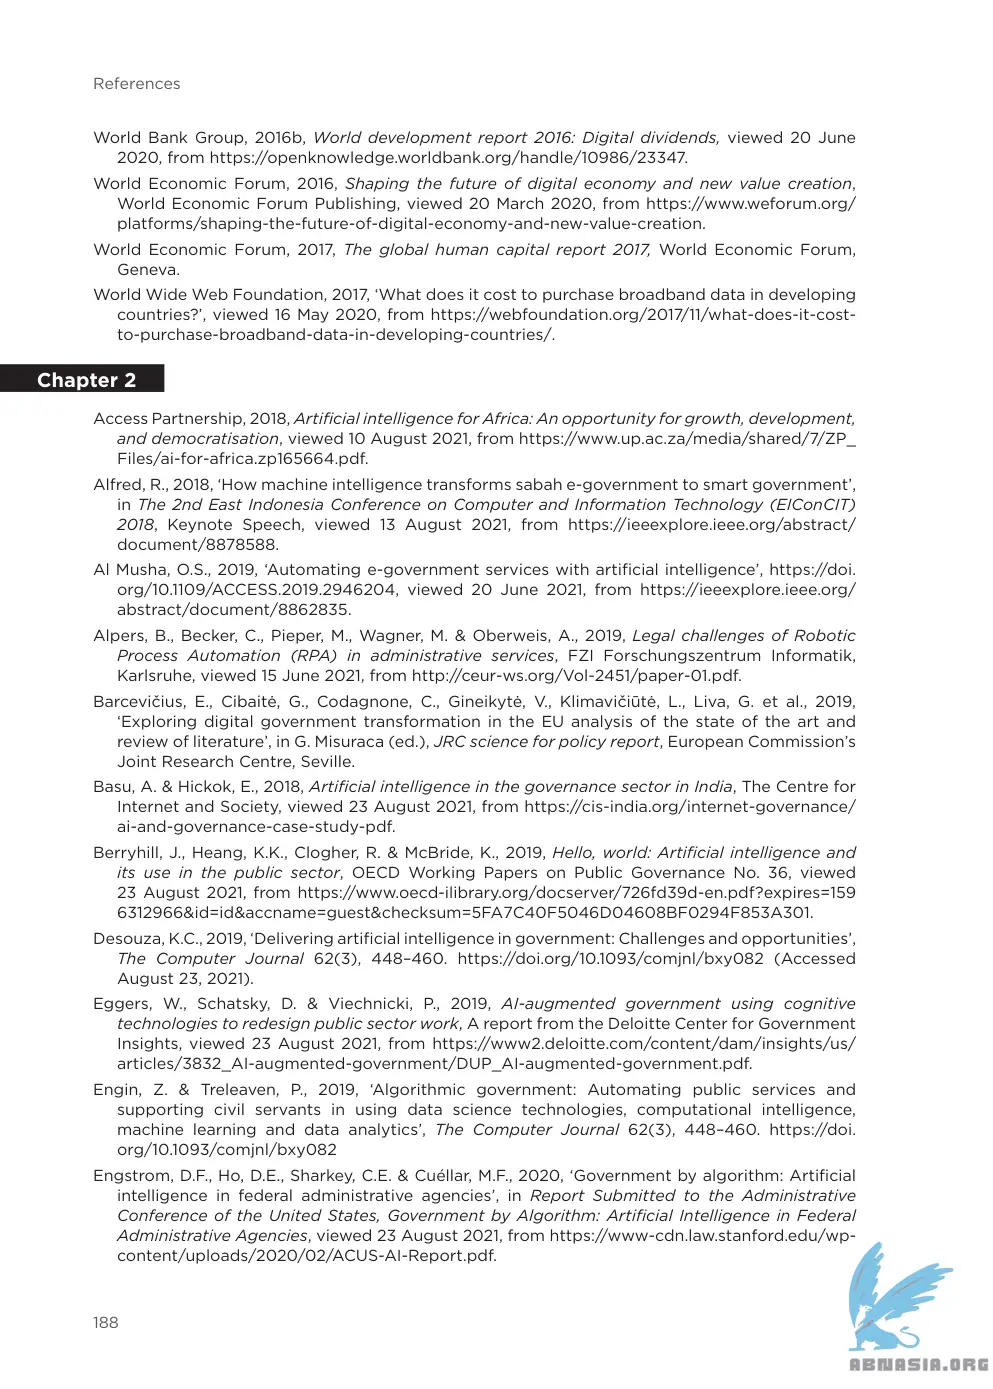 References
World Bank Group, 2016b, World development report 2016: Digital dividends, viewed 20 June
2020, from https://openknowledge.worldbank.org/handle/10986/23347.
World Economic Forum, 2016, Shaping the future of digital economy and new value creation,
World Economic Forum Publishing, viewed 20 March 2020, from https://www.weforum.org/
platforms/shaping-the-future-of-digital-economy-and-new-value-creation.
World Economic Forum, 2017, The global human capital report 2017, World Economic Forum,
Geneva.
World Wide Web Foundation, 2017, ‘What does it cost to purchase broadband data in developing
countries?’, viewed 16 May 2020, from https://webfoundation.org/2017/11/what-does-it-cost-
to-purchase-broadband-data-in-developing-countries/.
Chapter 2
Access Partnership, 2018, Artificial intelligence for Africa: An opportunity for growth, development,
and democratisation, viewed 10 August 2021, from https://www.up.ac.za/media/shared/7/ZP_
Files/ai-for-africa.zp165664.pdf.
Alfred, R., 2018, ‘How machine intelligence transforms sabah e-government to smart government’,
in The 2nd East Indonesia Conference on Computer and Information Technology (EIConCIT)
2018, Keynote Speech, viewed 13 August 2021, from https://ieeexplore.ieee.org/abstract/
document/8878588.
Al Musha, O.S., 2019, ‘Automating e-government services with artificial intelligence’, https://doi.
org/10.1109/ACCESS.2019.2946204, viewed 20 June 2021, from https://ieeexplore.ieee.org/
abstract/document/8862835.
Alpers, B., Becker, C., Pieper, M., Wagner, M. & Oberweis, A., 2019, Legal challenges of Robotic
Process Automation (RPA) in administrative services, FZI Forschungszentrum Informatik,
Karlsruhe, viewed 15 June 2021, from http://ceur-ws.org/Vol-2451/paper-01.pdf.
Barcevičius, E., Cibaitė, G., Codagnone, C., Gineikytė, V., Klimavičiūtė, L., Liva, G. et al., 2019,
‘Exploring digital government transformation in the EU analysis of the state of the art and
review of literature’, in G. Misuraca (ed.), JRC science for policy report, European Commission’s
Joint Research Centre, Seville.
Basu, A. & Hickok, E., 2018, Artificial intelligence in the governance sector in India, The Centre for
Internet and Society, viewed 23 August 2021, from https://cis-india.org/internet-governance/
ai-and-governance-case-study-pdf.
Berryhill, J., Heang, K.K., Clogher, R. & McBride, K., 2019, Hello, world: Artificial intelligence and
its use in the public sector, OECD Working Papers on Public Governance No. 36, viewed
23 August 2021, from https://www.oecd-ilibrary.org/docserver/726fd39d-en.pdf?expires=159
6312966&id=id&accname=guest&checksum=5FA7C40F5046D04608BF0294F853A301.
Desouza, K.C., 2019, ‘Delivering artificial intelligence in government: Challenges and opportunities’,
The Computer Journal 62(3), 448–460. https://doi.org/10.1093/comjnl/bxy082 (Accessed
August 23, 2021).
Eggers, W., Schatsky, D. & Viechnicki, P., 2019, AI-augmented government using cognitive
technologies to redesign public sector work, A report from the Deloitte Center for Government
Insights, viewed 23 August 2021, from https://www2.deloitte.com/content/dam/insights/us/
articles/3832_AI-augmented-government/DUP_AI-augmented-government.pdf.
Engin, Z. & Treleaven, P., 2019, ‘Algorithmic government: Automating public services and
supporting civil servants in using data science technologies, computational intelligence,
machine learning and data analytics’, The Computer Journal 62(3), 448–460. https://doi.
org/10.1093/comjnl/bxy082
Engstrom, D.F., Ho, D.E., Sharkey, C.E. & Cuéllar, M.F., 2020, ‘Government by algorithm: Artificial
intelligence in federal administrative agencies’, in Report Submitted to the Administrative
Conference of the United States, Government by Algorithm: Artificial Intelligence in Federal
Administrative Agencies, viewed 23 August 2021, from https://www-cdn.law.stanford.edu/wp-
content/uploads/2020/02/ACUS-AI-Report.pdf.
188
ABNASIA.ORG